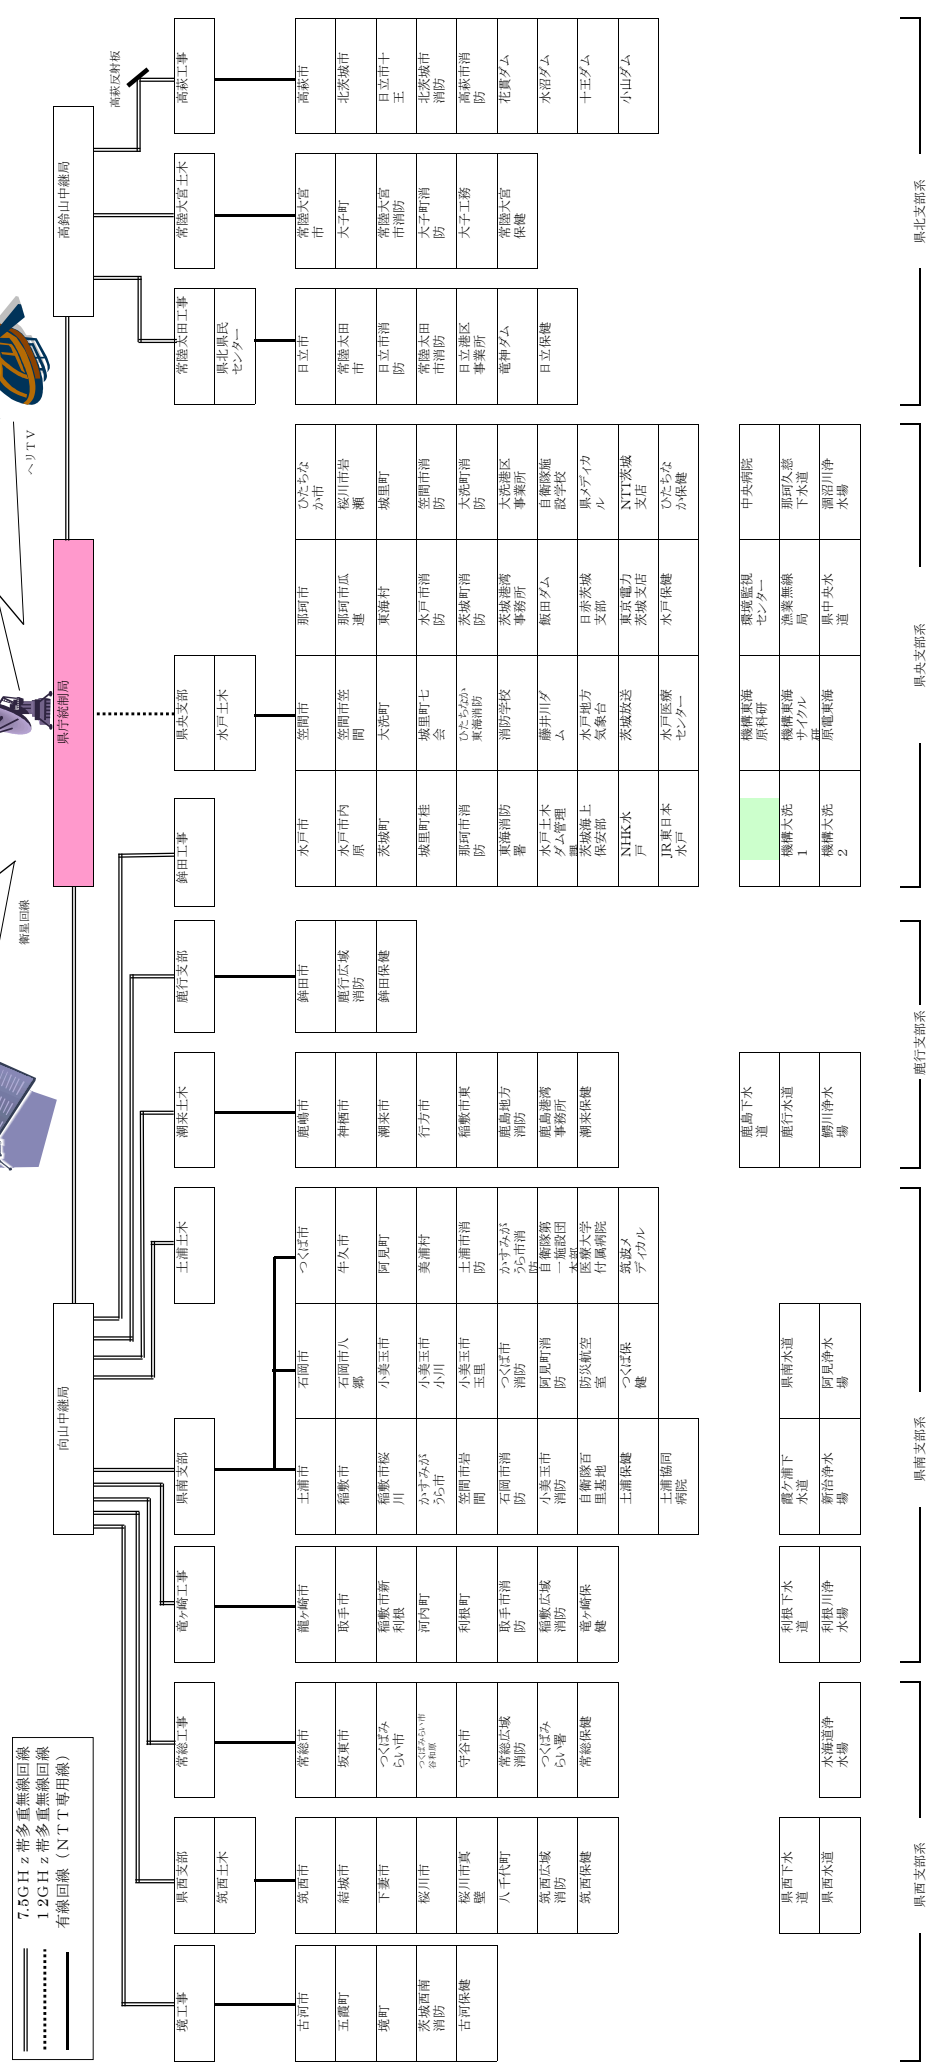 7.5GHz帯多重無線回線
12GHz帯多重無線回線
有線回線（NTT専用線）
衛星回線
ヘリTV
高萩反射板
向山中継局
県庁統制局
高鈴山中継局
境工事
古河市
五霞町
境町
茨城西南
消防
古河保健
県西支部
筑西土木
筑西市
結城市
下妻市
桜川市
桜川市真
壁
八千代町
筑西広域
消防
筑西保健
県西下水
道
県西水道
常総工事
常総市
坂東市
つくばみ
らい市
つくばみらい市
谷和原
守谷市
常総広域
消防
つくばみ
らい署
常総保健
水海道浄
水場
竜ヶ崎工事
龍ヶ崎市
取手市
稲敷市新
利根
河内町
利根町
取手市消
防
稲敷広域
消防
竜ヶ崎保
健
利根下水
道
利根川浄
水場
県南支部
土浦市
稲敷市
稲敷市桜
川
かすみが
うら市
笠間市岩
間
石岡市消
防
小美玉市
消防
自衛隊百
里基地
土浦保健
土浦協同
病院
霞ケ浦下
水道
新治浄水
場
石岡市
石岡市八
郷
小美玉市
小美玉市
小川
小美玉市
玉里
つくば市
消防
阿見町消
防
防災航空
室
つくば保
健
県南水道
阿見浄水
場
土浦土木
つくば市
牛久市
阿見町
美浦村
土浦市消
防
かすみが
うら市消
防
自衛隊第
一施設団
本部
医療大学
付属病院
筑波メ
ディカル
潮来土木
鹿嶋市
神栖市
潮来市
行方市
稲敷市東
鹿島地方
消防
鹿島港湾
事務所
潮来保健
鹿島下水
道
鹿行水道
鰐川浄水
場
鹿行支部
鉾田市
鹿行広域
消防
鉾田保健
鉾田工事
水戸市
水戸市内
原
茨城町
城里町桂
那珂市消
防
東海消防
署
水戸土木
ダム管理
課
茨城海上
保安部
NHK水
戸
JR東日本
水戸
機構大洗
1
機構大洗
2
県央支部
水戸土木
笠間市
笠間市笠
間
大洗町
城里町七
会
ひたちなか
東海消防
消防学校
藤井川ダ
ム
水戸地方
気象台
茨城放送
水戸医療
センター
機構東海
原科研
機構東海
サイクル
研
原電東海
那珂市
那珂市瓜
連
東海村
水戸市消
防
茨城町消
防
茨城港湾
事務所
飯田ダム
日赤茨城
支部
東京電力
茨城支店
水戸保健
環境監視
センター
漁業無線
局
県中央水
道
ひたちな
か市
桜川市岩
瀬
城里町
笠間市消
防
大洗町消
防
大洗港区
事業所
自衛隊施
設学校
県メディカ
ル
NTT茨城
支店
ひたちな
か保健
中央病院
那珂久慈
下水道
涸沼川浄
水場
常陸太田工事
県北県民
センター
日立市
常陸太田
市
日立市消
防
常陸太田
市消防
日立港区
事業所
竜神ダム
日立保健
常陸大宮土木
常陸大宮
市
大子町
常陸大宮
市消防
大子町消
防
大子工務
常陸大宮
保健
高萩工事
高萩市
北茨城市
日立市十
王
北茨城市
消防
高萩市消
防
花貫ダム
水沼ダム
十王ダム
小山ダム
県西支部系
県南支部系
鹿行支部系
県央支部系
県北支部系